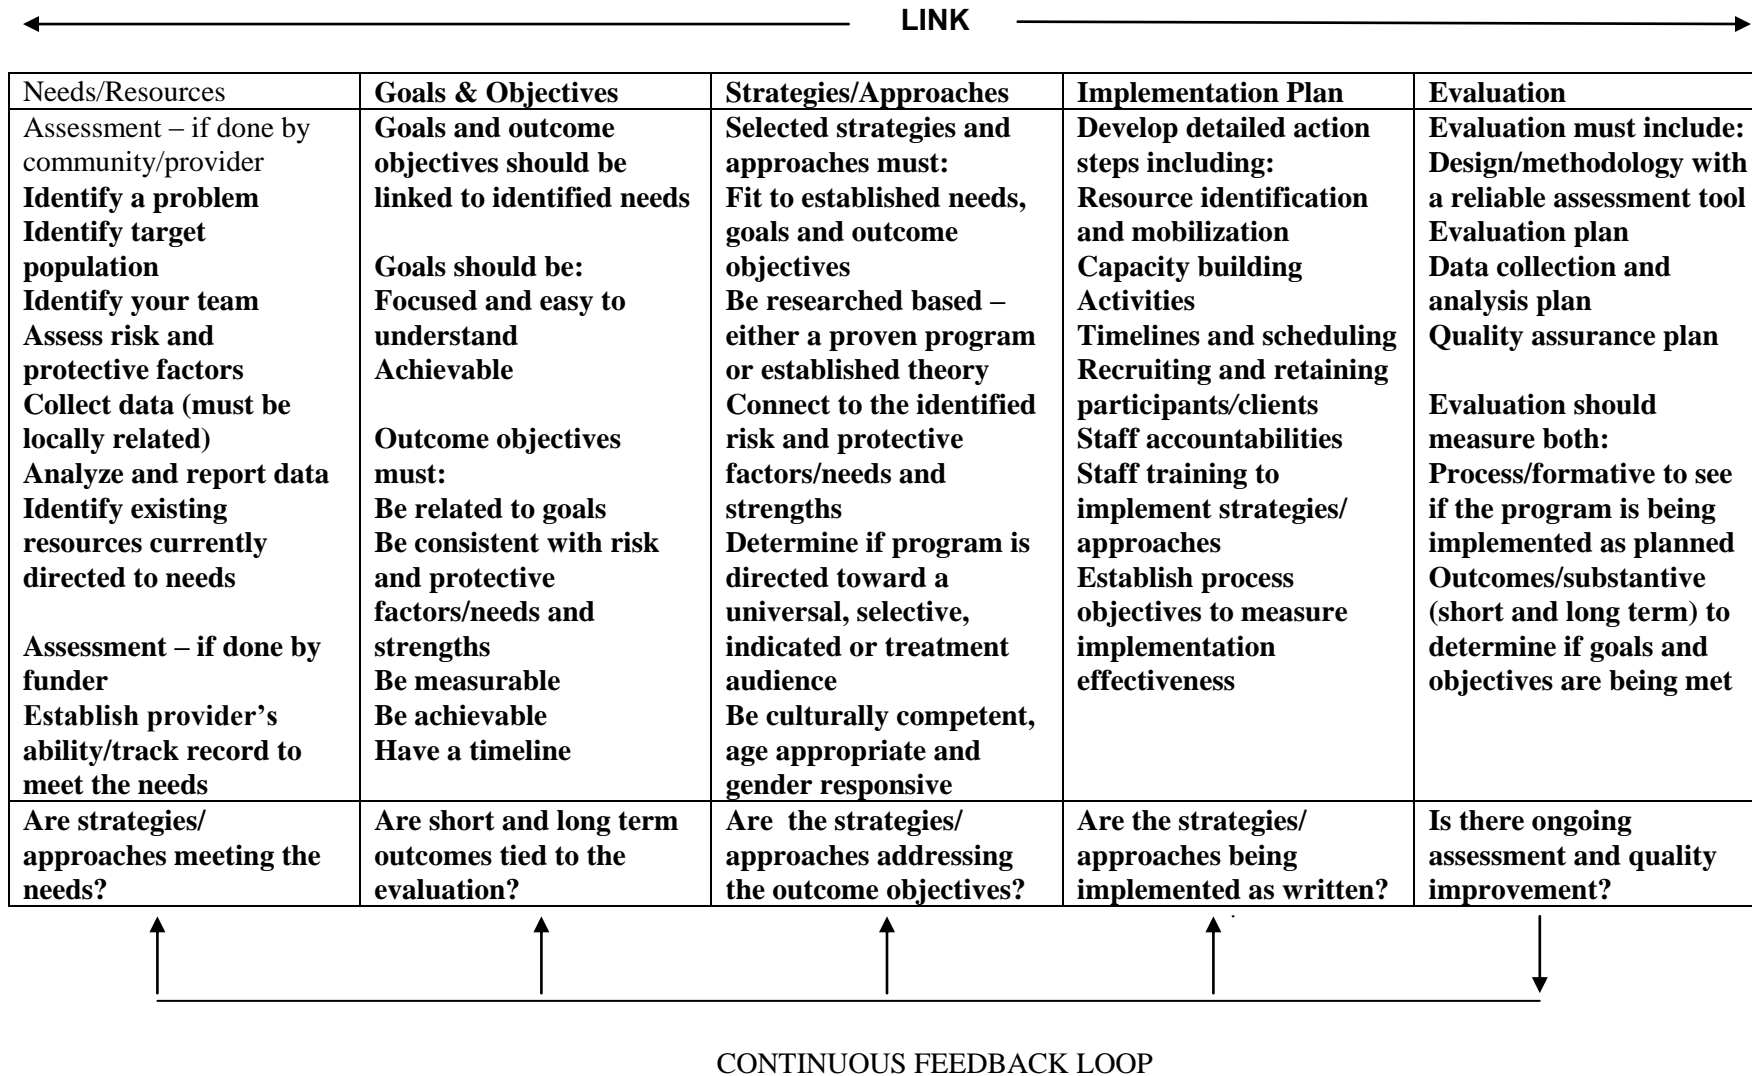 LINK
Needs/Resources
Assessment – if done by
community/provider
Identify a problem
Identify target
population
Identify your team
Assess risk and
protective factors
Collect data (must be
locally related)
Analyze and report data
Identify existing
resources currently
directed to needs
Assessment – if done by
funder
Establish provider's
ability/track record to
meet the needs
Are strategies/
approaches meeting the
needs?
Goals & Objectives
Goals and outcome
objectives should be
linked to identified needs
Goals should be:
Focused and easy to
understand
Achievable
Outcome objectives
must:
Be related to goals
Be consistent with risk
and protective
factors/needs and
strengths
Be measurable
Be achievable
Have a timeline
Are short and long term
outcomes tied to the
evaluation?
Strategies/Approaches
Selected strategies and
approaches must:
Fit to established needs,
goals and outcome
objectives
Be researched based –
either a proven program
or established theory
Connect to the identified
risk and protective
factors/needs and
strengths
Determine if program is
directed toward a
universal, selective,
indicated or treatment
audience
Be culturally competent,
age appropriate and
gender responsive
Are the strategies/
approaches addressing
the outcome objectives?
Implementation Plan
Develop detailed action
steps including:
Resource identification
and mobilization
Capacity building
Activities
Timelines and scheduling
Recruiting and retaining
participants/clients
Staff accountabilities
Staff training to
implement strategies/
approaches
Establish process
objectives to measure
implementation
effectiveness
Are the strategies/
approaches being
implemented as written?
Evaluation
Evaluation must include:
Design/methodology with
a reliable assessment tool
Evaluation plan
Data collection and
analysis plan
Quality assurance plan
Evaluation should
measure both:
Process/formative to see
if the program is being
implemented as planned
Outcomes/substantive
(short and long term) to
determine if goals and
objectives are being met
Is there ongoing
assessment and quality
improvement?
CONTINUOUS FEEDBACK LOOP